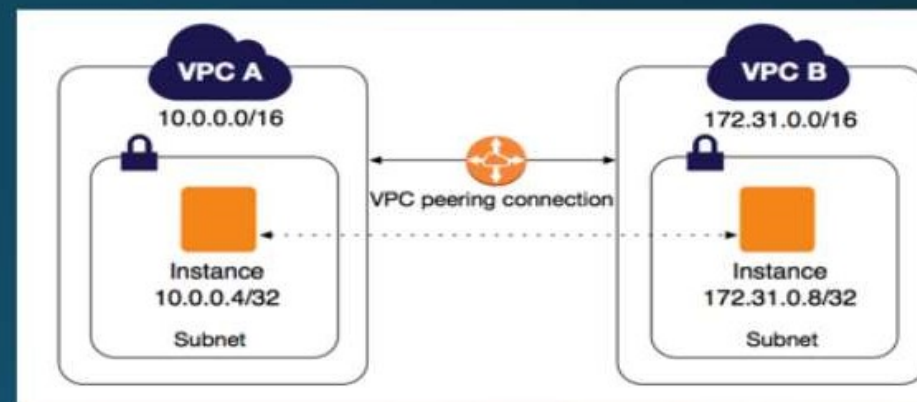 VPC A
10.0.0.0/16
Instance
10.0.0.4/32
Subnet
VPC peering connection
VPC B
172.31.0.0/16
Instance
172.31.0.8/32
Subnet